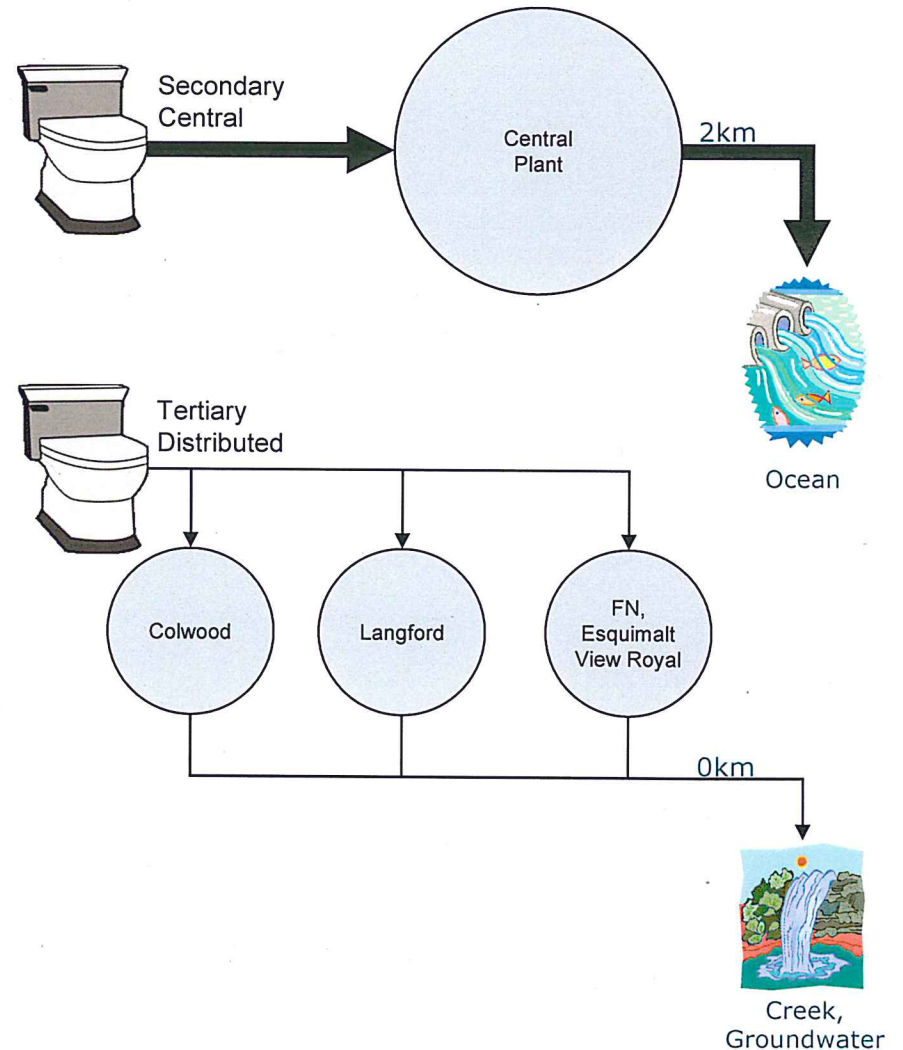 Secondary
Central
Central
Plant
2km
Ocean
Tertiary
Distributed
Colwood
Langford
FN,
Esquimalt
View Royal
0km
Creek,
Groundwater